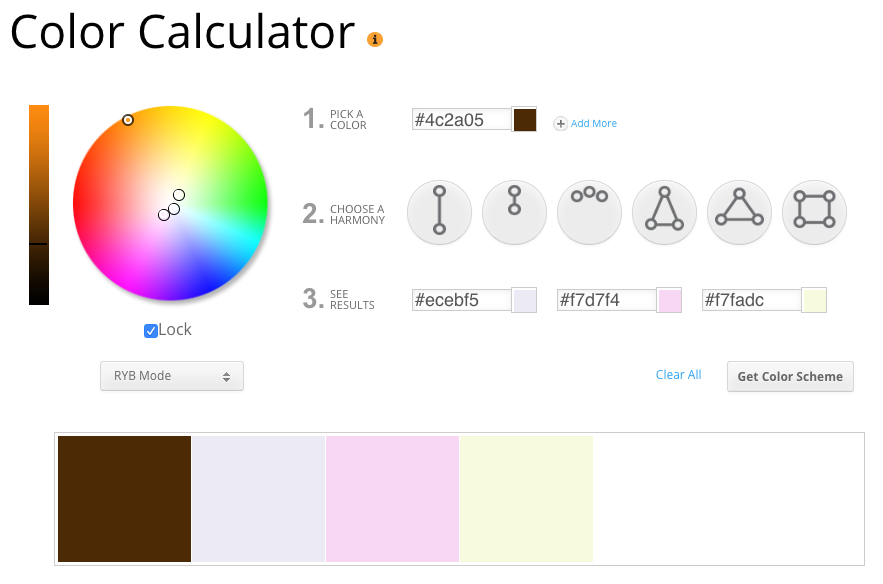 Color Calculator
1. PICK A
COLOR
#4c2a05
Add More
2. CHOOSE A
HARMONY
3. SEE
RESULTS
#ecebf5
#f7d7f4
#f7fadc
Lock
RYB Mode
Clear All
Get Color Scheme